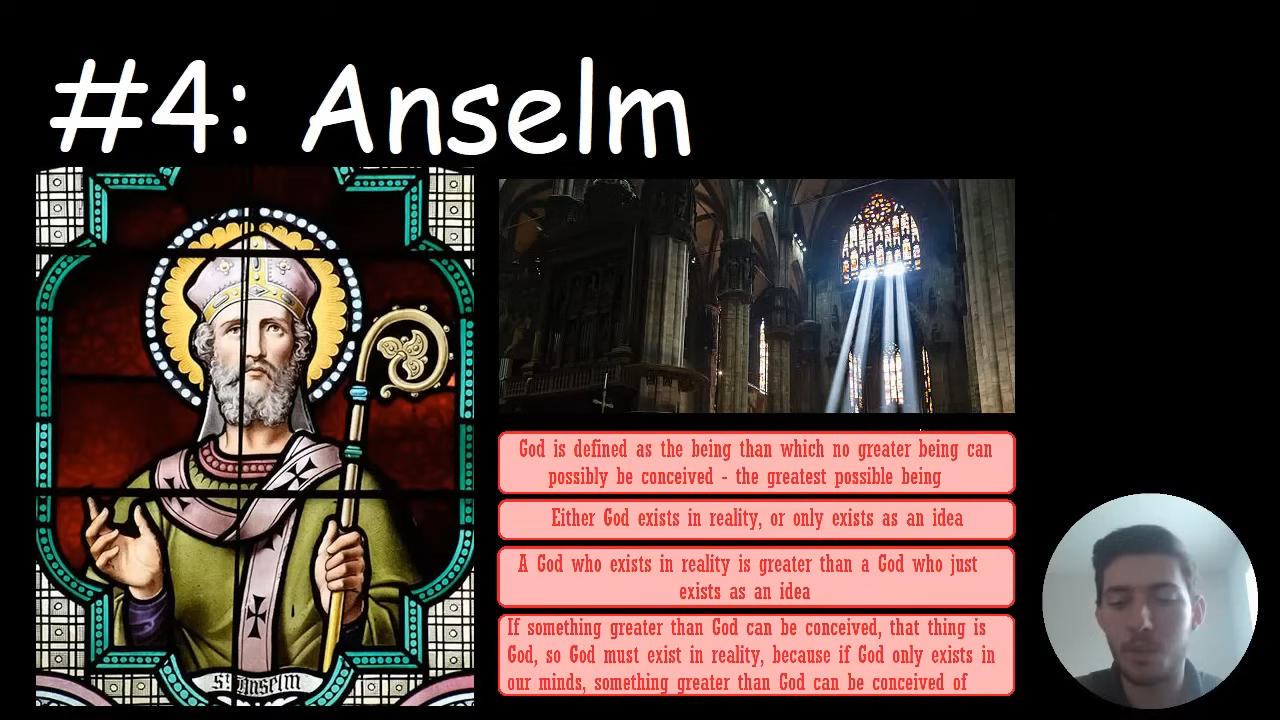 #4: Anselm
God is defined as the being than which no greater being can
possibly be conceived - the greatest possible being
Either God exists in reality, or only exists as an idea
A God who exists in reality is greater than a God who just
exists as an idea
If something greater than God can be conceived, that thing is
God, so God must exist in reality, because if God only exists in
our minds, something greater than God can be conceived of
St Anselm